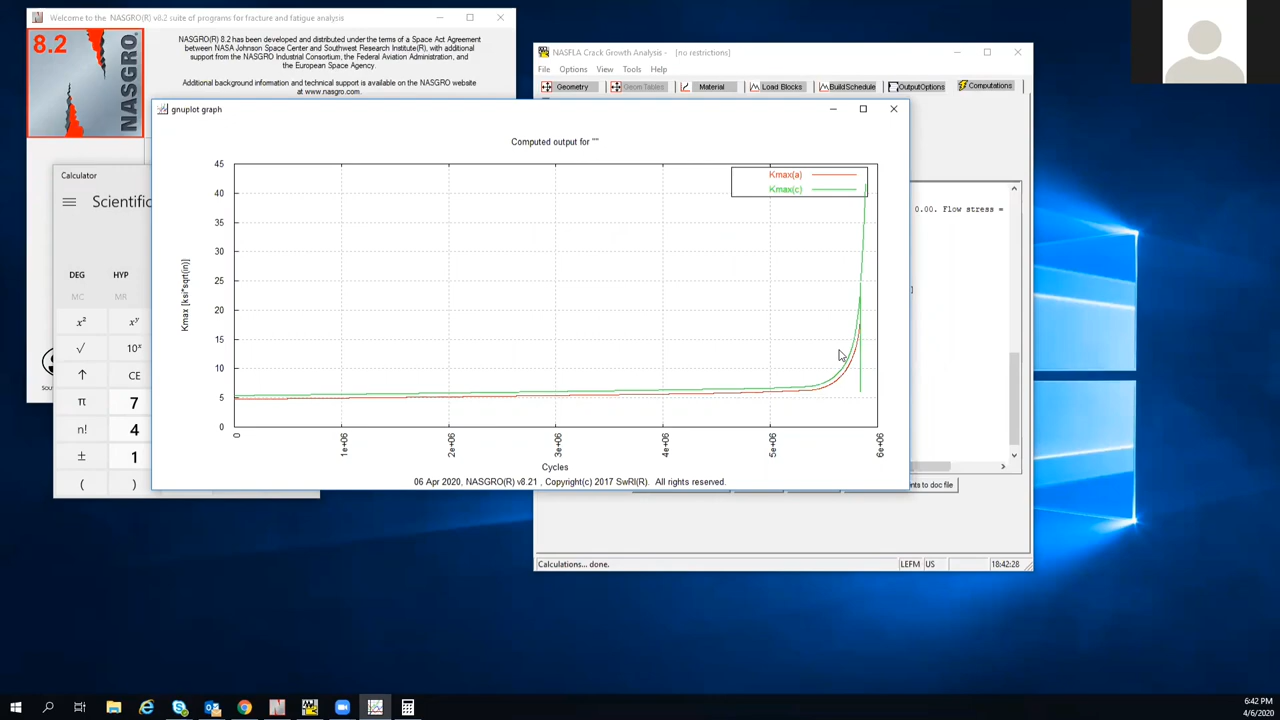 Welcome to the NASGRO(R) v8.2 suite of programs for fracture and fatigue analysis
8.2
NASGRO
NASGRO(R) 8.2 has been developed and distributed under the terms of a Space Act Agreement
between NASA Johnson Space Center and Southwest Research Institute(R), with additional
support from the NASGRO Industrial Consortium, the Federal Aviation Administration, and
the European Space Agency.
Additional background information and technical support is available on the NASGRO website
at www.nasgro.com.
NASFLA Crack Growth Analysis - [no restrictions]
File Options View Tools Help
Geometry Geom Tables Material Load Blocks BuildSchedule OutputOptions Computations
0.00. Flow stress =
]
ents to doc file
Calculations... done.
LEFM US 18:42:28
Calculator
Scientific
DEG HYP
MC MR
x² xʸ
√ 10ˣ
↑ CE
π 7
n! 4
± 1
( )
gnuplot graph
Computed output for ""
Kmax(a)
Kmax(c)
Kmax [ksi*sqrt(in)]
45
40
35
30
25
20
15
10
5
0
0 1e+06 2e+06 3e+06 4e+06 5e+06 6e+06
Cycles
06 Apr 2020, NASGRO(R) v8.21 , Copyright(c) 2017 SwRI(R). All rights reserved.
6:42 PM
4/6/2020